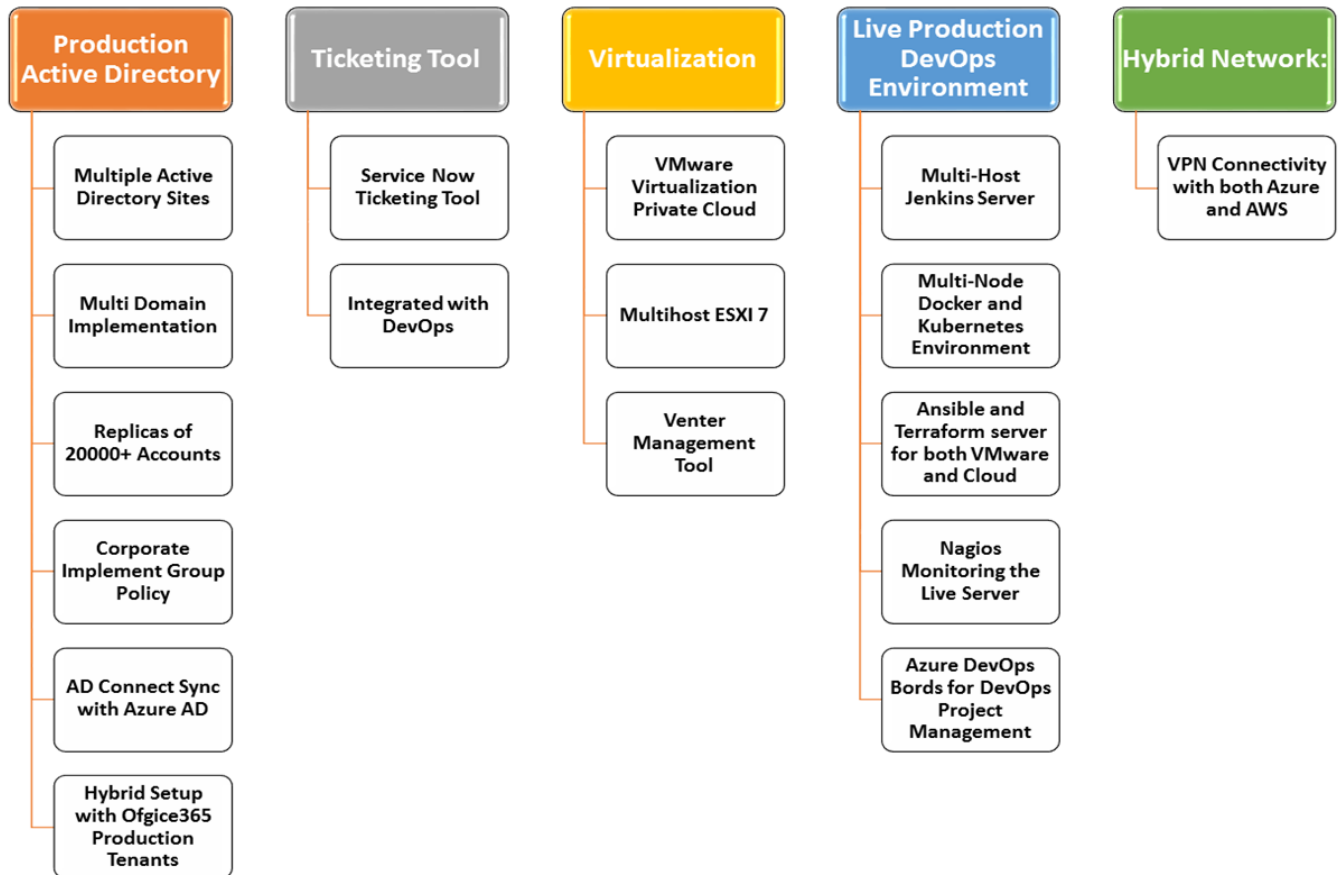 Production
Active Directory
Multiple Active
Directory Sites
Multi Domain
Implementation
Replicas of
20000+ Accounts
Corporate
Implement Group
Policy
AD Connect Sync
with Azure AD
Hybrid Setup
with Ofgice365
Production
Tenants
Ticketing Tool
Service Now
Ticketing Tool
Integrated with
DevOps
Virtualization
VMware
Virtualization
Private Cloud
Multihost ESXI 7
Venter
Management
Tool
Live Production
DevOps
Environment
Multi-Host
Jenkins Server
Multi-Node
Docker and
Kubernetes
Environment
Ansible and
Terraform server
for both VMware
and Cloud
Nagios
Monitoring the
Live Server
Azure DevOps
Bords for DevOps
Project
Management
Hybrid Network:
VPN Connectivity
with both Azure
and AWS